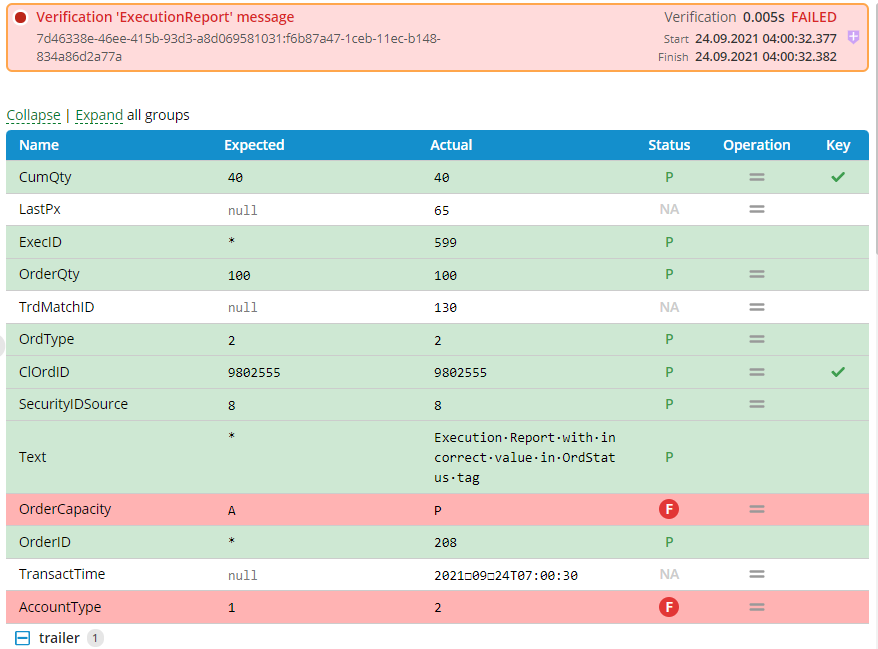 Verification 'ExecutionReport' message
Verification 0.005s FAILED
7d46338e-46ee-415b-93d3-a8d069581031:f6b87a47-1ceb-11ec-b148-
834a86d2a77a
Start 24.09.2021 04:00:32.377
Finish 24.09.2021 04:00:32.382
Collapse | Expand all groups
Name Expected Actual Status Operation Key
CumQty 40 40 P
LastPx null 65 NA
ExecID * 599 P
OrderQty 100 100 P
TrdMatchID null 130 NA
OrdType 2 2 P
ClOrdID 9802555 9802555 P
SecurityIDSource 8 8 P
Text * Execution·Report·with·in
correct·value·in·OrdStat
us·tag P
OrderCapacity A P F
OrderID * 208 P
TransactTime null 2021□09□24T07:00:30 NA
AccountType 1 2 F
trailer 1